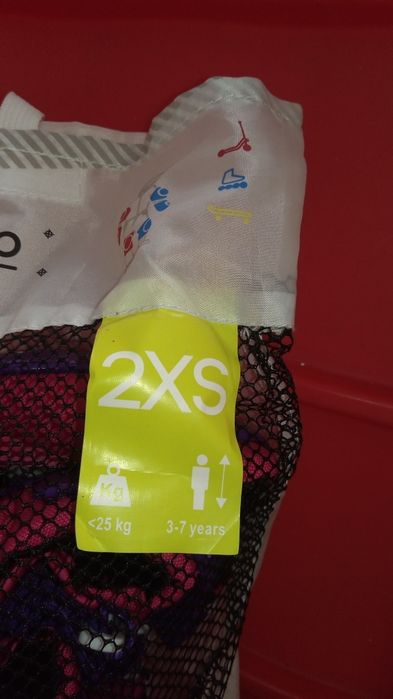 2XS
Kg
<25 kg
3-7 years